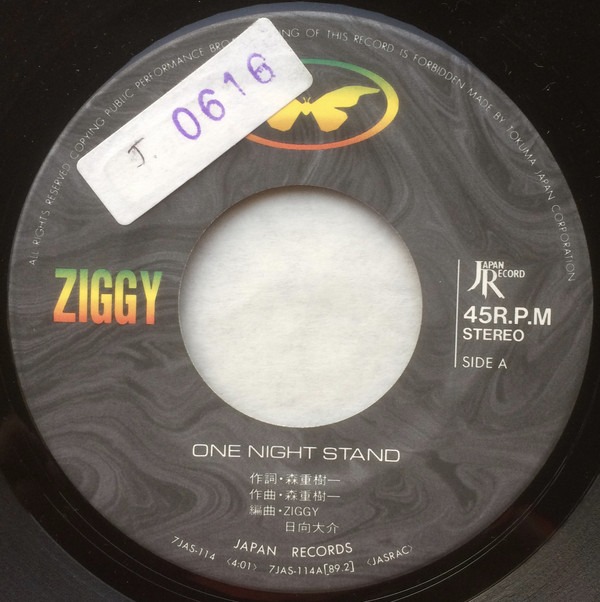 ALL RIGHTS RESERVED COPYING PUBLIC PERFORMANCE BRO NG OF THIS RECORD IS FORBIDDEN MADE BY TOKUMA JAPAN CORPORATION
J. 0616
ZIGGY
JAPAN RECORD
45R.P.M
STEREO
SIDE A
ONE NIGHT STAND
作詞・森重樹一
作曲・森重樹一
編曲・ZIGGY
日向大介
JAPAN RECORDS
7JAS-114 〈4:01〉 7JAS-114A[89.2] 〈JASRAC〉